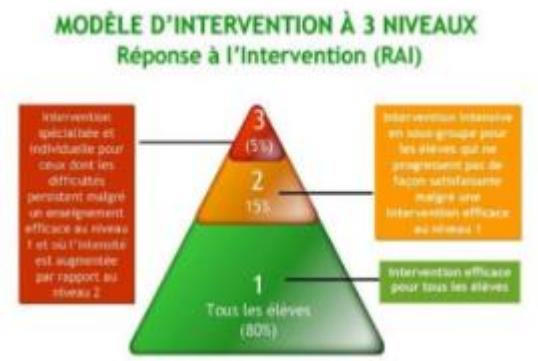 MODÈLE D'INTERVENTION À 3 NIVEAUX
Réponse à l'Intervention (RAI)
Intervention
spécialisée et
individuelle pour
ceux dont les
difficultés
persistent malgré
un enseignement
efficace au niveau
1 et où l'intensité
est augmentée
par rapport au
niveau 2
3
(5%)
2
15%
1
Tous les élèves
(80%)
Intervention intensive
en sous-groupe pour
les élèves qui ne
progressent pas de
façon satisfaisante
malgré une
intervention efficace
au niveau 1
Intervention efficace
pour tous les élèves